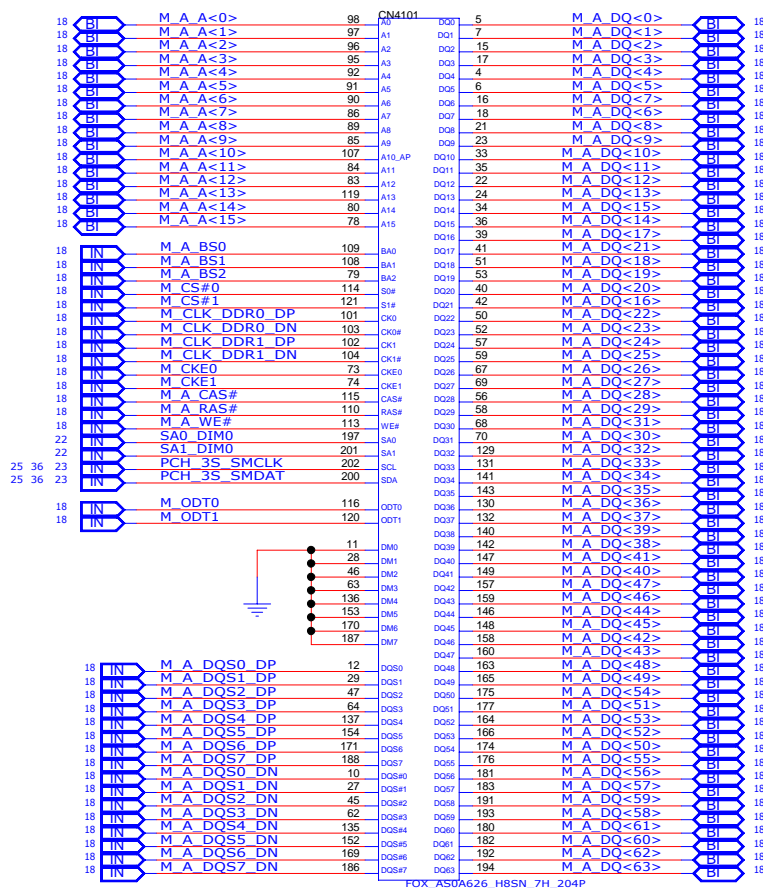 CN4101
18 BI M_A_A<0> 98 A0
18 BI M_A_A<1> 97 A1
18 BI M_A_A<2> 96 A2
18 BI M_A_A<3> 95 A3
18 BI M_A_A<4> 92 A4
18 BI M_A_A<5> 91 A5
18 BI M_A_A<6> 90 A6
18 BI M_A_A<7> 86 A7
18 BI M_A_A<8> 89 A8
18 BI M_A_A<9> 85 A9
18 BI M_A_A<10> 107 A10_AP
18 BI M_A_A<11> 84 A11
18 BI M_A_A<12> 83 A12
18 BI M_A_A<13> 119 A13
18 BI M_A_A<14> 80 A14
18 BI M_A_A<15> 78 A15
18 IN M_A_BS0 109 BA0
18 IN M_A_BS1 108 BA1
18 IN M_A_BS2 79 BA2
18 IN M_CS#0 114 S0#
18 IN M_CS#1 121 S1#
18 IN M_CLK_DDR0_DP 101 CK0
18 IN M_CLK_DDR0_DN 103 CK0#
18 IN M_CLK_DDR1_DP 102 CK1
18 IN M_CLK_DDR1_DN 104 CK1#
18 IN M_CKE0 73 CKE0
18 IN M_CKE1 74 CKE1
18 IN M_A_CAS# 115 CAS#
18 IN M_A_RAS# 110 RAS#
18 IN M_A_WE# 113 WE#
22 IN SA0_DIM0 197 SA0
22 IN SA1_DIM0 201 SA1
25 36 23 IN PCH_3S_SMCLK 202 SCL
25 36 23 IN PCH_3S_SMDAT 200 SDA
18 IN M_ODT0 116 ODT0
18 IN M_ODT1 120 ODT1
11 DM0
28 DM1
46 DM2
63 DM3
136 DM4
153 DM5
170 DM6
187 DM7
18 IN M_A_DQS0_DP 12 DQS0
18 IN M_A_DQS1_DP 29 DQS1
18 IN M_A_DQS2_DP 47 DQS2
18 IN M_A_DQS3_DP 64 DQS3
18 IN M_A_DQS4_DP 137 DQS4
18 IN M_A_DQS5_DP 154 DQS5
18 IN M_A_DQS6_DP 171 DQS6
18 IN M_A_DQS7_DP 188 DQS7
18 IN M_A_DQS0_DN 10 DQS#0
18 IN M_A_DQS1_DN 27 DQS#1
18 IN M_A_DQS2_DN 45 DQS#2
18 IN M_A_DQS3_DN 62 DQS#3
18 IN M_A_DQS4_DN 135 DQS#4
18 IN M_A_DQS5_DN 152 DQS#5
18 IN M_A_DQS6_DN 169 DQS#6
18 IN M_A_DQS7_DN 186 DQS#7
DQ0 5 M_A_DQ<0> BI 18
DQ1 7 M_A_DQ<1> BI 18
DQ2 15 M_A_DQ<2> BI 18
DQ3 17 M_A_DQ<3> BI 18
DQ4 4 M_A_DQ<4> BI 18
DQ5 6 M_A_DQ<5> BI 18
DQ6 16 M_A_DQ<7> BI 18
DQ7 18 M_A_DQ<6> BI 18
DQ8 21 M_A_DQ<8> BI 18
DQ9 23 M_A_DQ<9> BI 18
DQ10 33 M_A_DQ<10> BI 18
DQ11 35 M_A_DQ<11> BI 18
DQ12 22 M_A_DQ<12> BI 18
DQ13 24 M_A_DQ<13> BI 18
DQ14 34 M_A_DQ<15> BI 18
DQ15 36 M_A_DQ<14> BI 18
DQ16 39 M_A_DQ<17> BI 18
DQ17 41 M_A_DQ<21> BI 18
DQ18 51 M_A_DQ<18> BI 18
DQ19 53 M_A_DQ<19> BI 18
DQ20 40 M_A_DQ<20> BI 18
DQ21 42 M_A_DQ<16> BI 18
DQ22 50 M_A_DQ<22> BI 18
DQ23 52 M_A_DQ<23> BI 18
DQ24 57 M_A_DQ<24> BI 18
DQ25 59 M_A_DQ<25> BI 18
DQ26 67 M_A_DQ<26> BI 18
DQ27 69 M_A_DQ<27> BI 18
DQ28 56 M_A_DQ<28> BI 18
DQ29 58 M_A_DQ<29> BI 18
DQ30 68 M_A_DQ<31> BI 18
DQ31 70 M_A_DQ<30> BI 18
DQ32 129 M_A_DQ<32> BI 18
DQ33 131 M_A_DQ<33> BI 18
DQ34 141 M_A_DQ<34> BI 18
DQ35 143 M_A_DQ<35> BI 18
DQ36 130 M_A_DQ<36> BI 18
DQ37 132 M_A_DQ<37> BI 18
DQ38 140 M_A_DQ<39> BI 18
DQ39 142 M_A_DQ<38> BI 18
DQ40 147 M_A_DQ<41> BI 18
DQ41 149 M_A_DQ<40> BI 18
DQ42 157 M_A_DQ<47> BI 18
DQ43 159 M_A_DQ<46> BI 18
DQ44 146 M_A_DQ<44> BI 18
DQ45 148 M_A_DQ<45> BI 18
DQ46 158 M_A_DQ<42> BI 18
DQ47 160 M_A_DQ<43> BI 18
DQ48 163 M_A_DQ<48> BI 18
DQ49 165 M_A_DQ<49> BI 18
DQ50 175 M_A_DQ<54> BI 18
DQ51 177 M_A_DQ<51> BI 18
DQ52 164 M_A_DQ<53> BI 18
DQ53 166 M_A_DQ<52> BI 18
DQ54 174 M_A_DQ<50> BI 18
DQ55 176 M_A_DQ<55> BI 18
DQ56 181 M_A_DQ<56> BI 18
DQ57 183 M_A_DQ<57> BI 18
DQ58 191 M_A_DQ<59> BI 18
DQ59 193 M_A_DQ<58> BI 18
DQ60 180 M_A_DQ<61> BI 18
DQ61 182 M_A_DQ<60> BI 18
DQ62 192 M_A_DQ<62> BI 18
DQ63 194 M_A_DQ<63> BI 18
FOX_AS0A626_H8SN_7H_204P